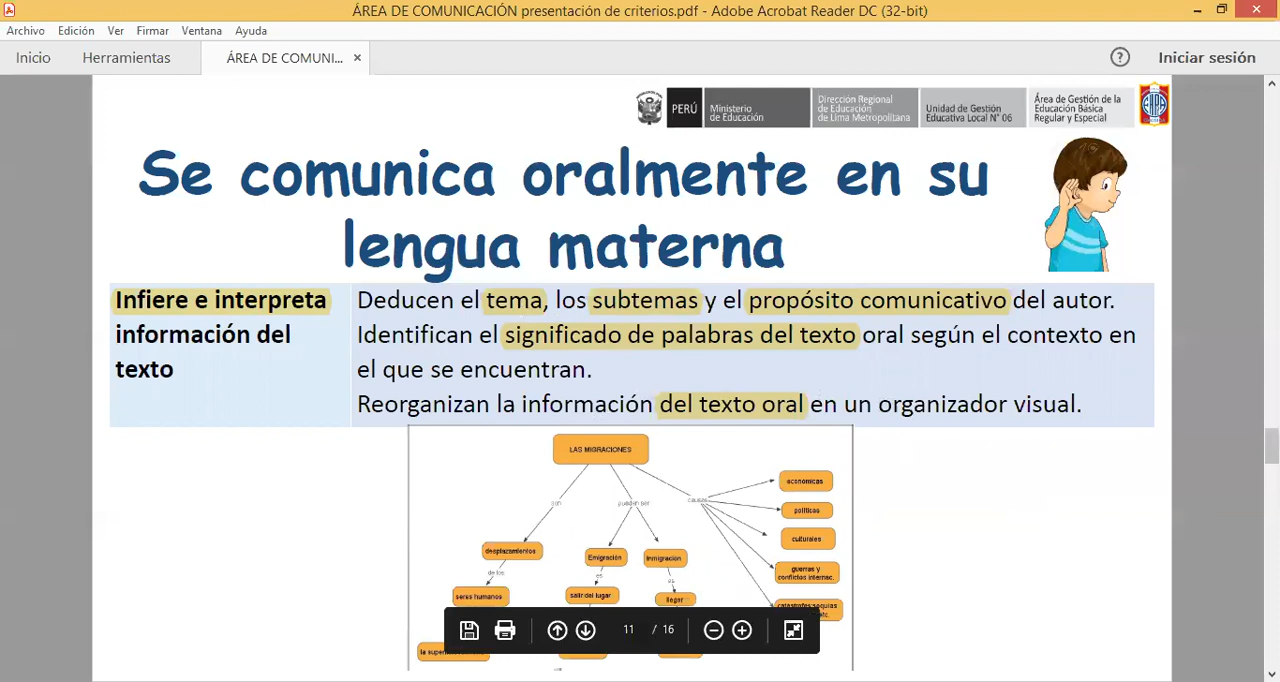 ÁREA DE COMUNICACIÓN presentación de criterios.pdf - Adobe Acrobat Reader DC (32-bit)
Archivo Edición Ver Firmar Ventana Ayuda
Inicio Herramientas ÁREA DE COMUNI... × ? Iniciar sesión
PERÚ
Ministerio
de Educación
Dirección Regional
de Educación
de Lima Metropolitana
Unidad de Gestión
Educativa Local N° 06
Área de Gestión de la
Educación Básica
Regular y Especial
Se comunica oralmente en su
lengua materna
Infiere e interpreta
información del
texto
Deducen el tema, los subtemas y el propósito comunicativo del autor.
Identifican el significado de palabras del texto oral según el contexto en
el que se encuentran.
Reorganizan la información del texto oral en un organizador visual.
LAS MIGRACIONES
son
pueden ser
causas
económicas
políticas
culturales
guerras y
conflictos internac.
catastrofes:sequias
desplazamientos
de los
seres humanos
Emigración
es
salir del lugar
Inmigración
es
llegar
11 / 16